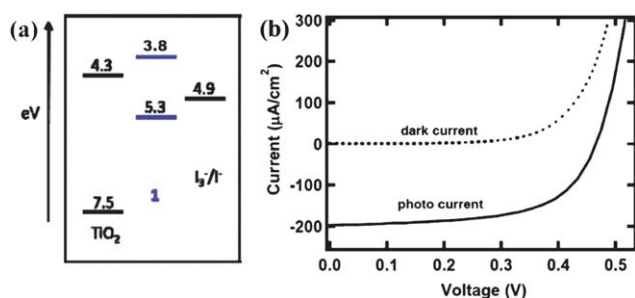 (a)
eV
3.8
4.3
4.9
5.3
I₃⁻/I⁻
7.5
1
TiO₂
(b)
Current (µA/cm²)
300
200
100
0
-100
-200
dark current
photo current
0.0 0.1 0.2 0.3 0.4 0.5
Voltage (V)